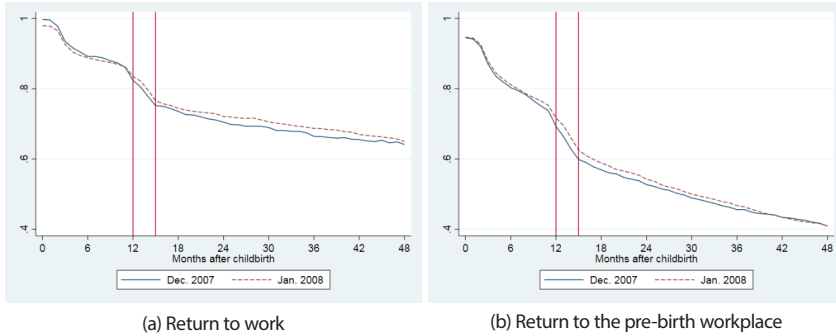 1
.8
.6
.4
0 6 12 18 24 30 36 42 48
Months after childbirth
Dec. 2007 Jan. 2008
(a) Return to work
1
.8
.6
.4
0 6 12 18 24 30 36 42 48
Months after childbirth
Dec. 2007 Jan. 2008
(b) Return to the pre-birth workplace